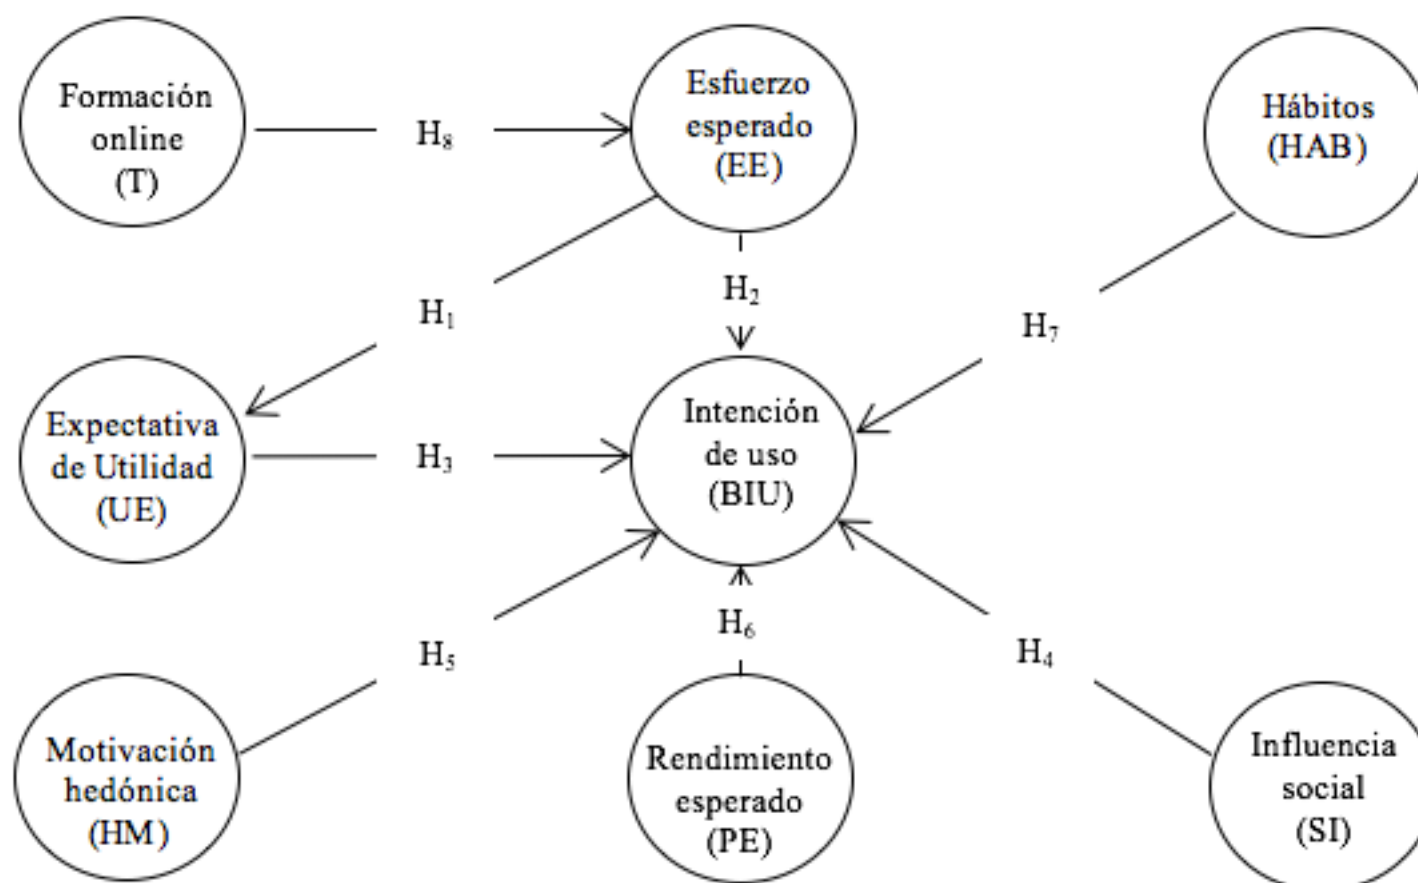 Formación
online
(T)
H₈
Esfuerzo
esperado
(EE)
Hábitos
(HAB)
H₁
H₂
H₇
Expectativa
de Utilidad
(UE)
H₃
Intención
de uso
(BIU)
H₅
H₆
H₄
Motivación
hedónica
(HM)
Rendimiento
esperado
(PE)
Influencia
social
(SI)